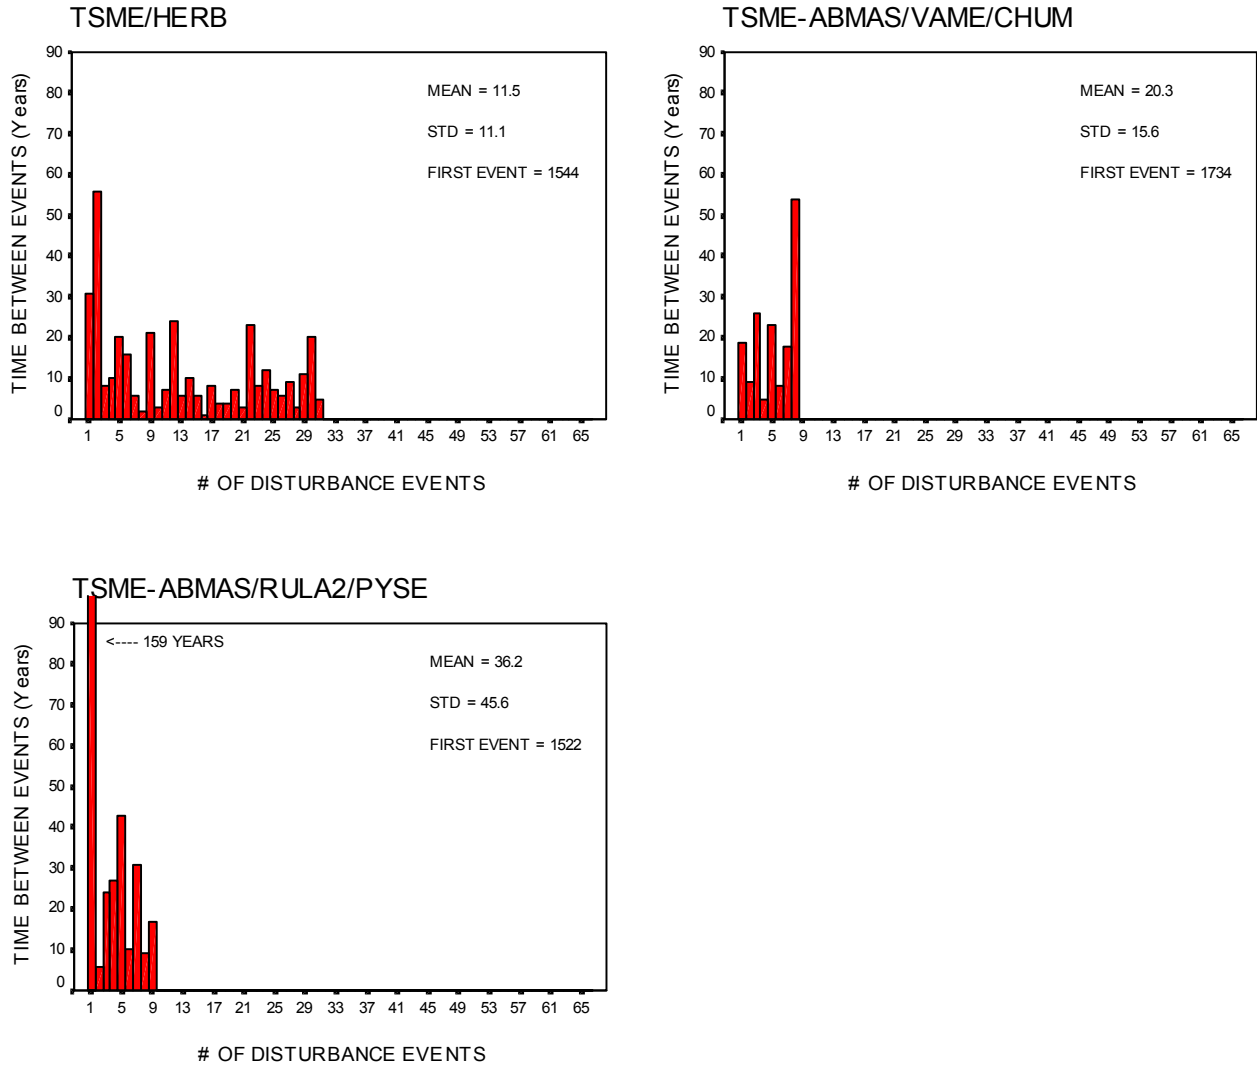 TSME/HERB
90
80
70
60
50
40
30
20
10
0
TIME BETWEEN EVENTS (Years)
MEAN = 11.5
STD = 11.1
FIRST EVENT = 1544
1 5 9 13 17 21 25 29 33 37 41 45 49 53 57 61 65
# OF DISTURBANCE EVENTS
TSME-ABMAS/VAME/CHUM
90
80
70
60
50
40
30
20
10
0
TIME BETWEEN EVENTS (Years)
MEAN = 20.3
STD = 15.6
FIRST EVENT = 1734
1 5 9 13 17 21 25 29 33 37 41 45 49 53 57 61 65
# OF DISTURBANCE EVENTS
TSME-ABMAS/RULA2/PYSE
90
80
70
60
50
40
30
20
10
0
TIME BETWEEN EVENTS (Years)
<---- 159 YEARS
MEAN = 36.2
STD = 45.6
FIRST EVENT = 1522
1 5 9 13 17 21 25 29 33 37 41 45 49 53 57 61 65
# OF DISTURBANCE EVENTS